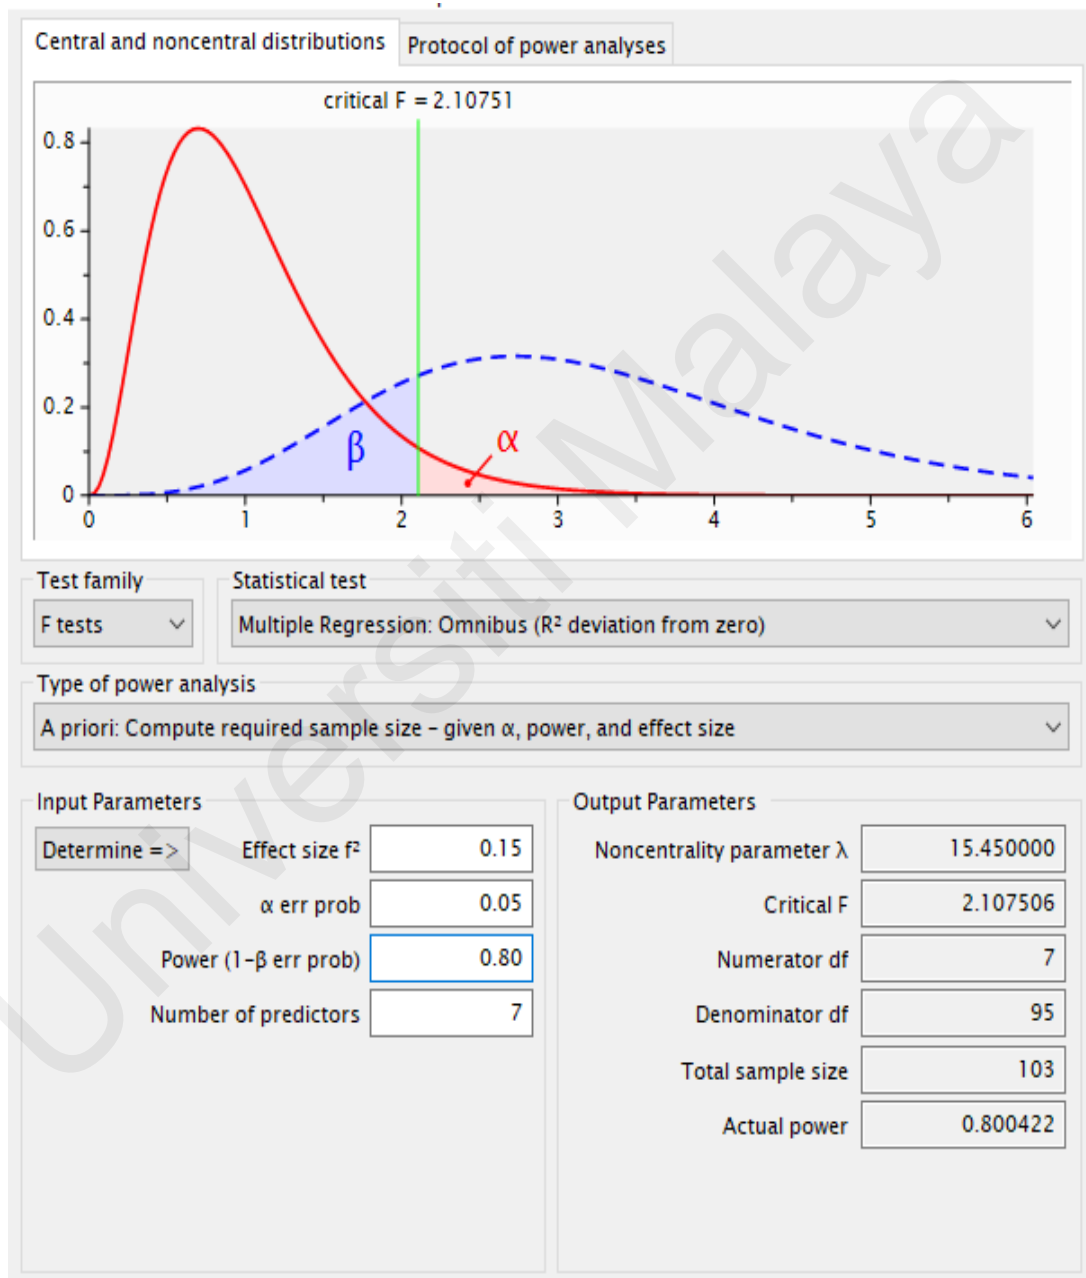 Central and noncentral distributions Protocol of power analyses
critical F = 2.10751
0.8
0.6
0.4
0.2
0
β
α
0 1 2 3 4 5 6
Test family Statistical test
F tests Multiple Regression: Omnibus (R² deviation from zero)
Type of power analysis
A priori: Compute required sample size – given α, power, and effect size
Input Parameters
Determine =>
Effect size f² 0.15
α err prob 0.05
Power (1-β err prob) 0.80
Number of predictors 7
Output Parameters
Noncentrality parameter λ 15.450000
Critical F 2.107506
Numerator df 7
Denominator df 95
Total sample size 103
Actual power 0.800422
Universiti Malaya